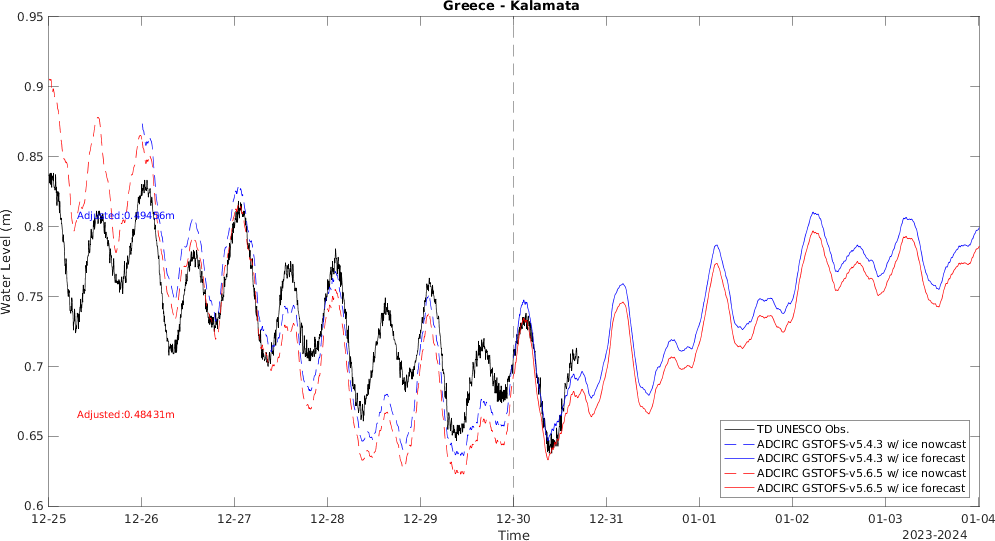 Greece - Kalamata
0.95
0.9
0.85
0.8
0.75
0.7
0.65
0.6
Water Level (m)
Adjusted:0.49456m
Adjusted:0.48431m
TD UNESCO Obs.
ADCIRC GSTOFS-v5.4.3 w/ ice nowcast
ADCIRC GSTOFS-v5.4.3 w/ ice forecast
ADCIRC GSTOFS-v5.6.5 w/ ice nowcast
ADCIRC GSTOFS-v5.6.5 w/ ice forecast
12-25 12-26 12-27 12-28 12-29 12-30 12-31 01-01 01-02 01-03 01-04
Time
2023-2024